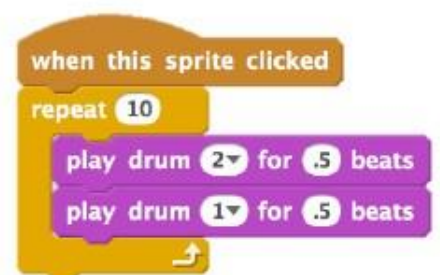 when this sprite clicked
repeat 10
play drum 2 for .5 beats
play drum 1 for .5 beats